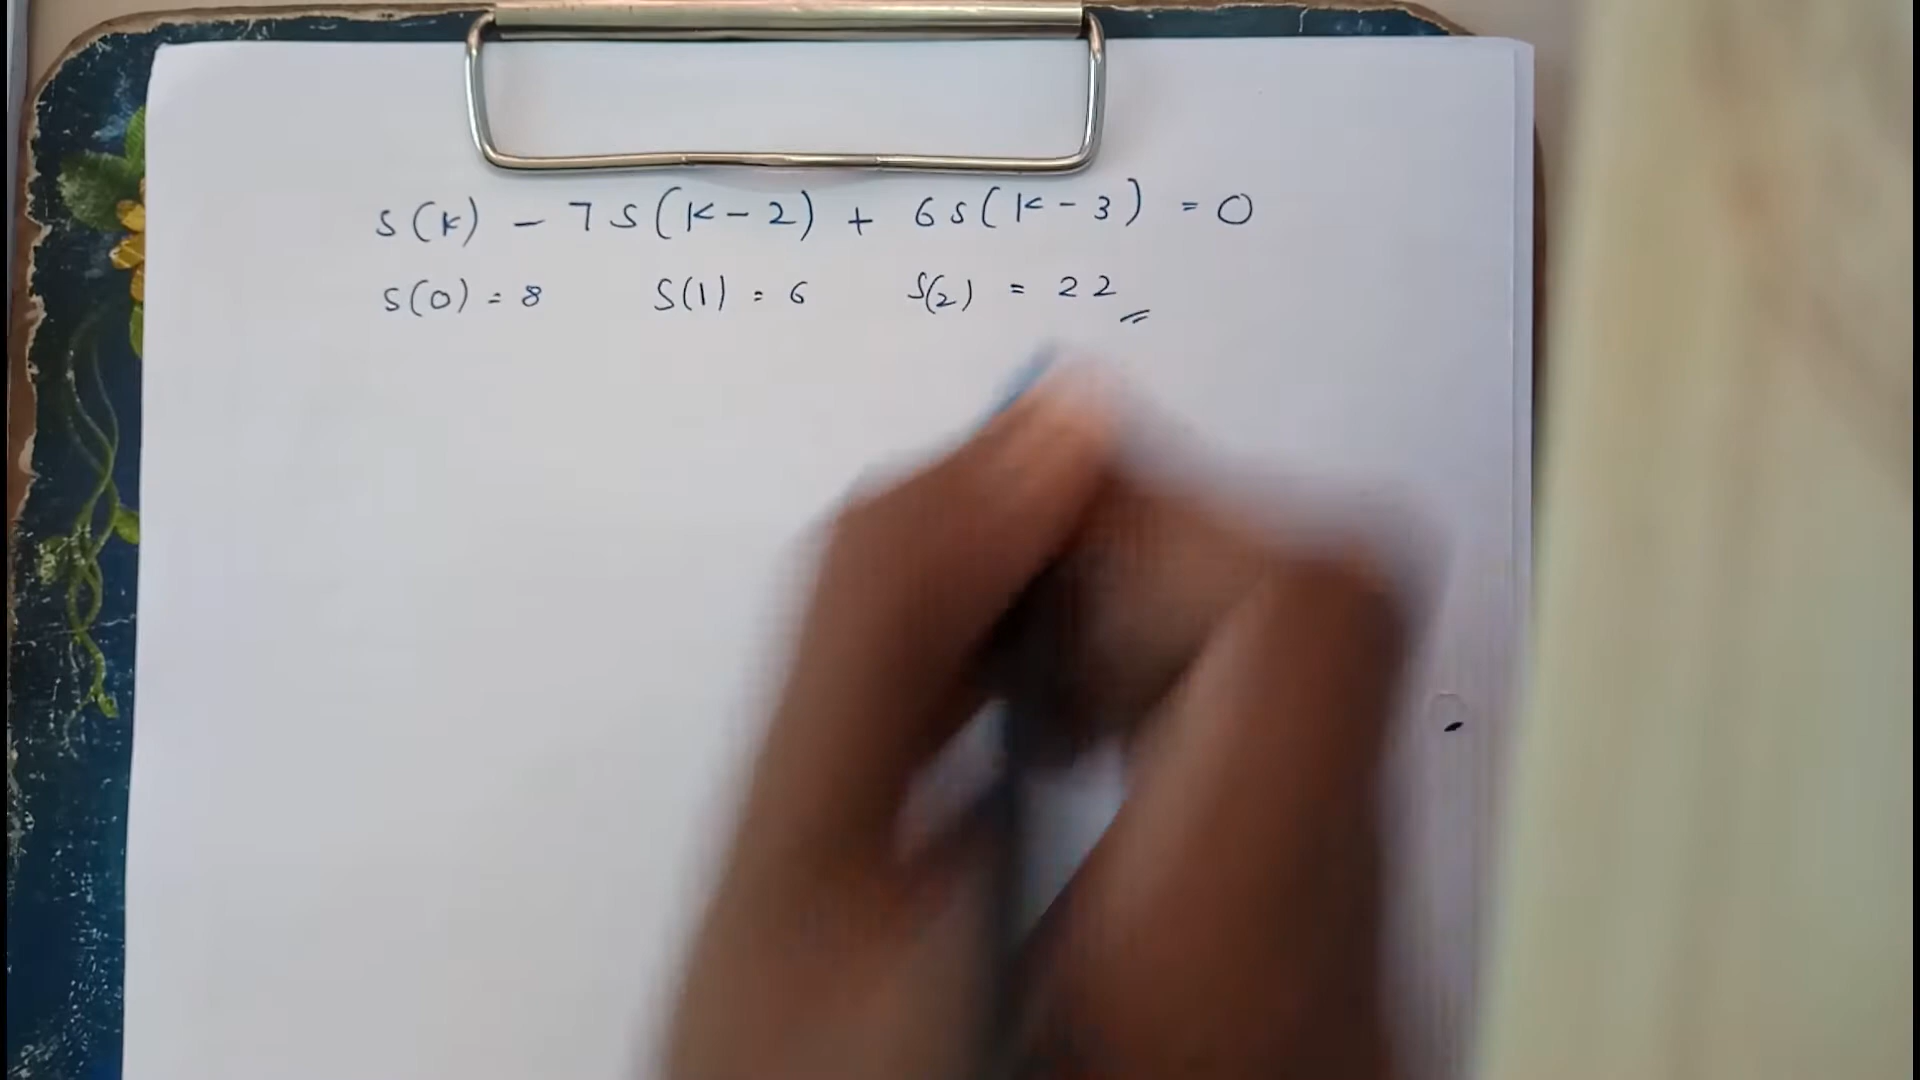 S(k) - 7S(k-2) + 6S(k-3) = 0
S(0) = 8 S(1) = 6 S(2) = 22